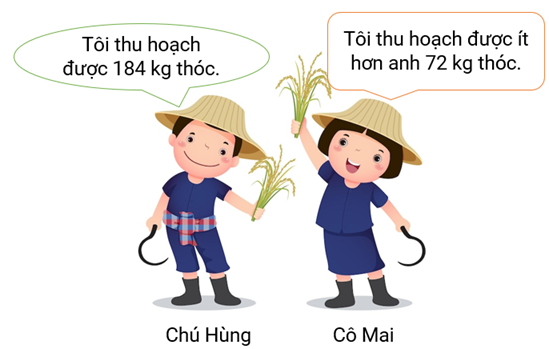 Tôi thu hoạch
được 184 kg thóc.
Tôi thu hoạch được ít
hơn anh 72 kg thóc.
Chú Hùng
Cô Mai